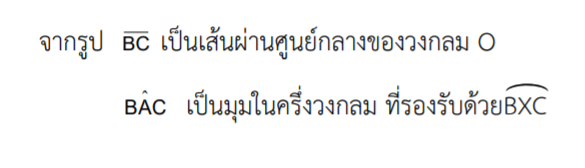 จากรูป B͞C เป็นเส้นผ่านศูนย์กลางของวงกลม O
BÂC เป็นมุมในครึ่งวงกลม ที่รองรับด้วย B͡XC